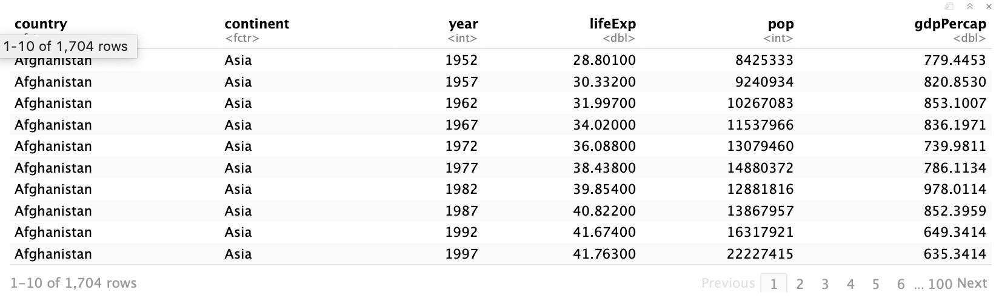 country continent year lifeExp pop gdpPercap
<fctr> <int> <dbl> <int> <dbl>
1-10 of 1,704 rows
Afghanistan Asia 1952 28.80100 8425333 779.4453
Afghanistan Asia 1957 30.33200 9240934 820.8530
Afghanistan Asia 1962 31.99700 10267083 853.1007
Afghanistan Asia 1967 34.02000 11537966 836.1971
Afghanistan Asia 1972 36.08800 13079460 739.9811
Afghanistan Asia 1977 38.43800 14880372 786.1134
Afghanistan Asia 1982 39.85400 12881816 978.0114
Afghanistan Asia 1987 40.82200 13867957 852.3959
Afghanistan Asia 1992 41.67400 16317921 649.3414
Afghanistan Asia 1997 41.76300 22227415 635.3414
1-10 of 1,704 rows Previous 1 2 3 4 5 6 ... 100 Next